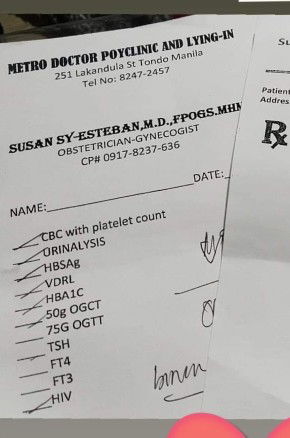 METRO DOCTOR POYCLINIC AND LYING-IN
251 Lakandula St Tondo Manila
Tel No: 8247-2457
SUSAN SY-ESTEBAN,M.D.,FPOGS,MHM
OBSTETRICIAN-GYNECOGIST
CP# 0917-8237-636
DATE:
NAME:
CBC with platelet count
URINALYSIS
HBSAg
VDRL
HBA1C
50g OGCT
75G OGTT
TSH
FT4
FT3
HIV
Patient
Address
Rx